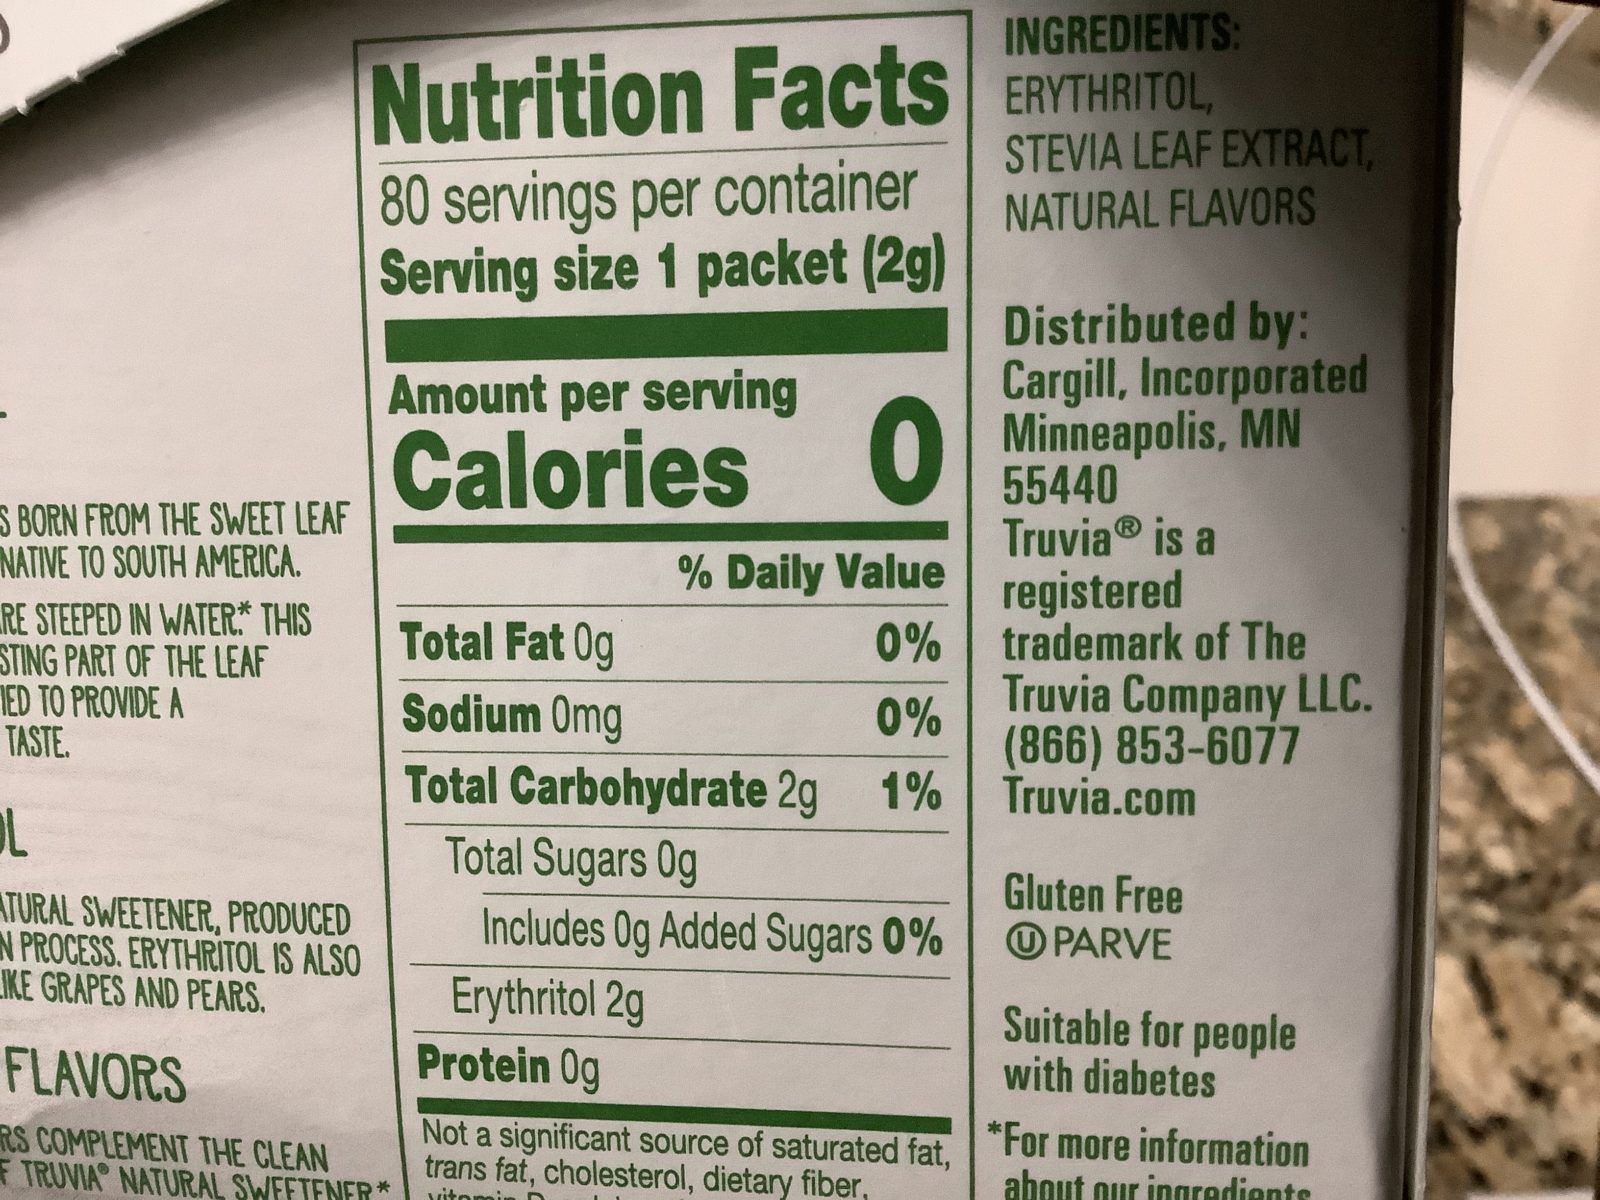 S BORN FROM THE SWEET LEAF
NATIVE TO SOUTH AMERICA.
RE STEEPED IN WATER.* THIS
STING PART OF THE LEAF
IED TO PROVIDE A
TASTE.
OL
ATURAL SWEETENER, PRODUCED
N PROCESS. ERYTHRITOL IS ALSO
LIKE GRAPES AND PEARS.
FLAVORS
RS COMPLEMENT THE CLEAN
F TRUVIA® NATURAL SWEETENER*
Nutrition Facts
80 servings per container
Serving size 1 packet (2g)
Amount per serving
Calories 0
% Daily Value
Total Fat 0g 0%
Sodium 0mg 0%
Total Carbohydrate 2g 1%
Total Sugars 0g
Includes 0g Added Sugars 0%
Erythritol 2g
Protein 0g
Not a significant source of saturated fat,
trans fat, cholesterol, dietary fiber,
vitamin D
INGREDIENTS:
ERYTHRITOL,
STEVIA LEAF EXTRACT,
NATURAL FLAVORS
Distributed by:
Cargill, Incorporated
Minneapolis, MN
55440
Truvia® is a
registered
trademark of The
Truvia Company LLC.
(866) 853-6077
Truvia.com
Gluten Free
Ⓤ PARVE
Suitable for people
with diabetes
*For more information
about our ingredients